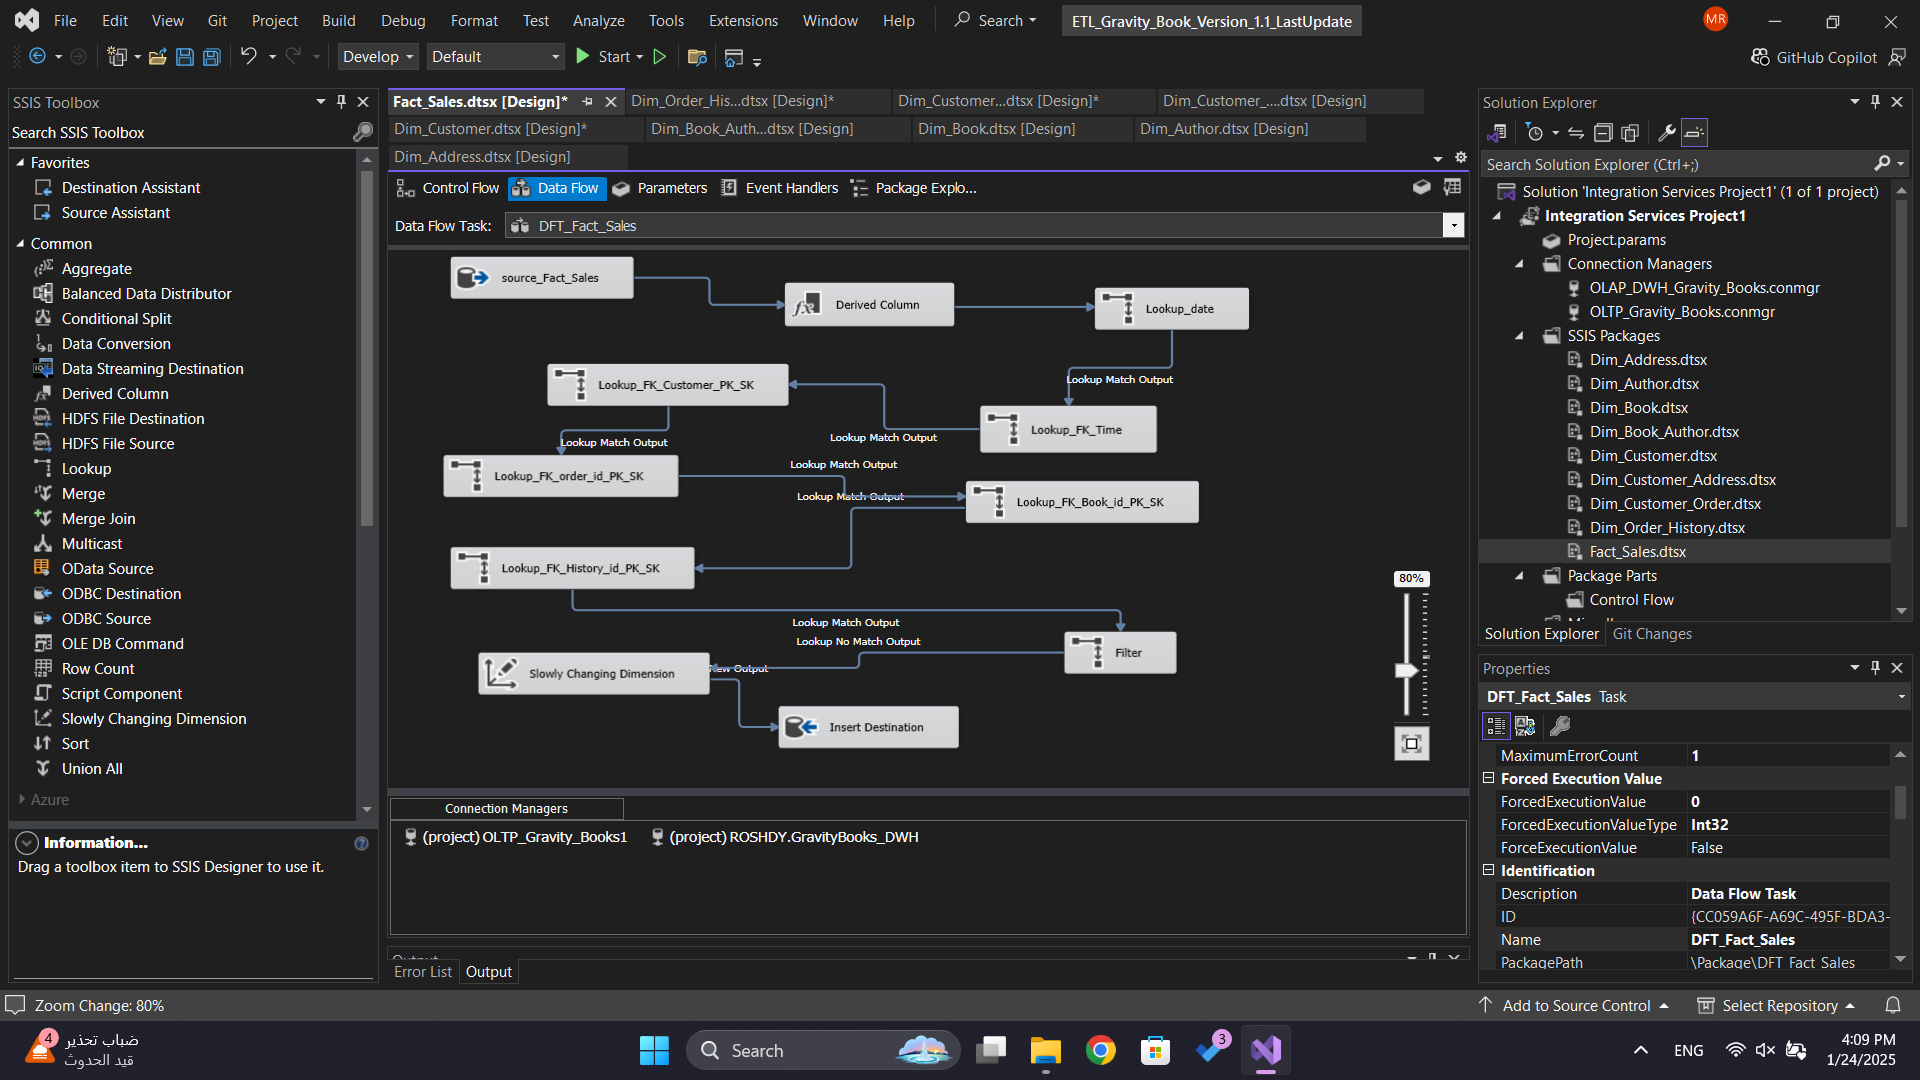 File Edit View Git Project Build Debug Format Test Analyze Tools Extensions Window Help Search ETL_Gravity_Book_Version_1.1_LastUpdate MR
Develop Default Start GitHub Copilot
SSIS Toolbox
Search SSIS Toolbox
Favorites
Destination Assistant
Source Assistant
Common
Aggregate
Balanced Data Distributor
Conditional Split
Data Conversion
Data Streaming Destination
Derived Column
HDFS File Destination
HDFS File Source
Lookup
Merge
Merge Join
Multicast
OData Source
ODBC Destination
ODBC Source
OLE DB Command
Row Count
Script Component
Slowly Changing Dimension
Sort
Union All
Azure
Information...
Drag a toolbox item to SSIS Designer to use it.
Fact_Sales.dtsx [Design]* Dim_Order_His...dtsx [Design]* Dim_Customer...dtsx [Design]* Dim_Customer_....dtsx [Design]
Dim_Customer.dtsx [Design]* Dim_Book_Auth...dtsx [Design] Dim_Book.dtsx [Design] Dim_Author.dtsx [Design]
Dim_Address.dtsx [Design]
Control Flow Data Flow Parameters Event Handlers Package Explo...
Data Flow Task: DFT_Fact_Sales
source_Fact_Sales
Derived Column
Lookup_date
Lookup Match Output
Lookup_FK_Customer_PK_SK
Lookup_FK_Time
Lookup Match Output
Lookup Match Output
Lookup Match Output
Lookup_FK_order_id_PK_SK
Lookup Match Output
Lookup_FK_Book_id_PK_SK
Lookup_FK_History_id_PK_SK
Lookup Match Output
Lookup No Match Output
Filter
New Output
Slowly Changing Dimension
Insert Destination
80%
Connection Managers
(project) OLTP_Gravity_Books1 (project) ROSHDY.GravityBooks_DWH
Output
Error List Output
Solution Explorer
Search Solution Explorer (Ctrl+;)
Solution 'Integration Services Project1' (1 of 1 project)
Integration Services Project1
Project.params
Connection Managers
OLAP_DWH_Gravity_Books.conmgr
OLTP_Gravity_Books.conmgr
SSIS Packages
Dim_Address.dtsx
Dim_Author.dtsx
Dim_Book.dtsx
Dim_Book_Author.dtsx
Dim_Customer.dtsx
Dim_Customer_Address.dtsx
Dim_Customer_Order.dtsx
Dim_Order_History.dtsx
Fact_Sales.dtsx
Package Parts
Control Flow
Solution Explorer Git Changes
Properties
DFT_Fact_Sales Task
MaximumErrorCount 1
Forced Execution Value
ForcedExecutionValue 0
ForcedExecutionValueType Int32
ForceExecutionValue False
Identification
Description Data Flow Task
ID {CC059A6F-A69C-495F-BDA3-
Name DFT_Fact_Sales
PackagePath \Package\DFT_Fact_Sales
Zoom Change: 80% Add to Source Control Select Repository
4 ضباب تحذير
قيد الحدوث
Search
3
ENG
4:09 PM
1/24/2025